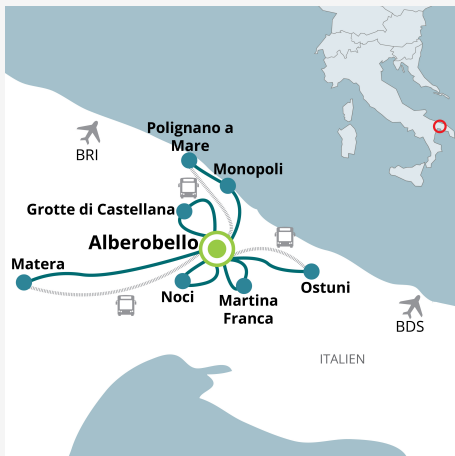 Polignano a
Mare
BRI
Monopoli
Grotte di Castellana
Alberobello
Matera
Noci
Martina
Franca
Ostuni
BDS
ITALIEN